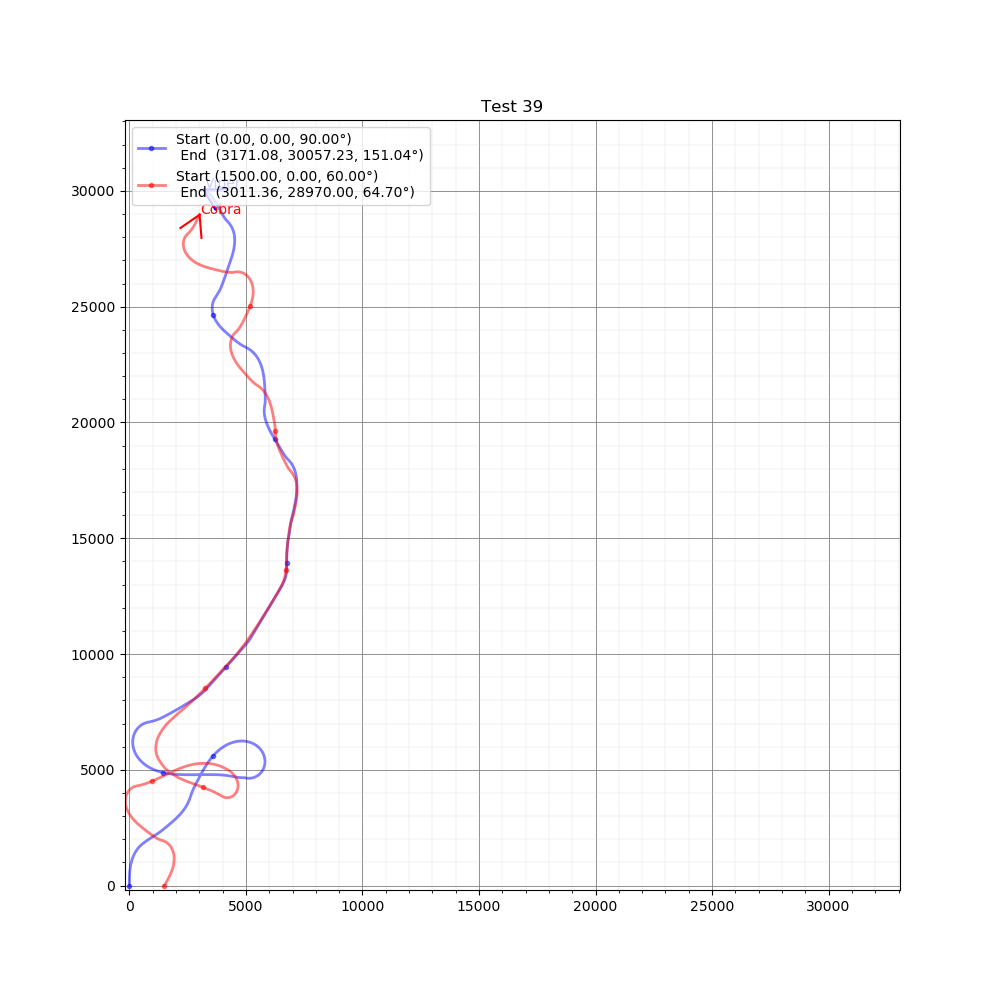 Test 39
Start (0.00, 0.00, 90.00°)
End (3171.08, 30057.23, 151.04°)
Start (1500.00, 0.00, 60.00°)
End (3011.36, 28970.00, 64.70°)
Cobra
30000
25000
20000
15000
10000
5000
0
0 5000 10000 15000 20000 25000 30000